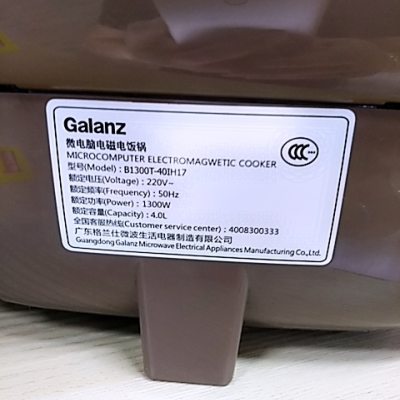 Galanz
微电脑电磁电饭锅
MICROCOMPUTER ELECTROMAGWETIC COOKER
型号(Model)：B1300T-40IH17
额定电压(Voltage)：220V~
额定频率(Frequency)：50Hz
额定功率(Power)：1300W
额定容量(Capacity)：4.0L
全国客服热线(Customer service center)：4008300333
广东格兰仕微波生活电器制造有限公司
Guangdong Galanz Microwave Electrical Appliances Manufacturing Co.,Ltd.
CCC